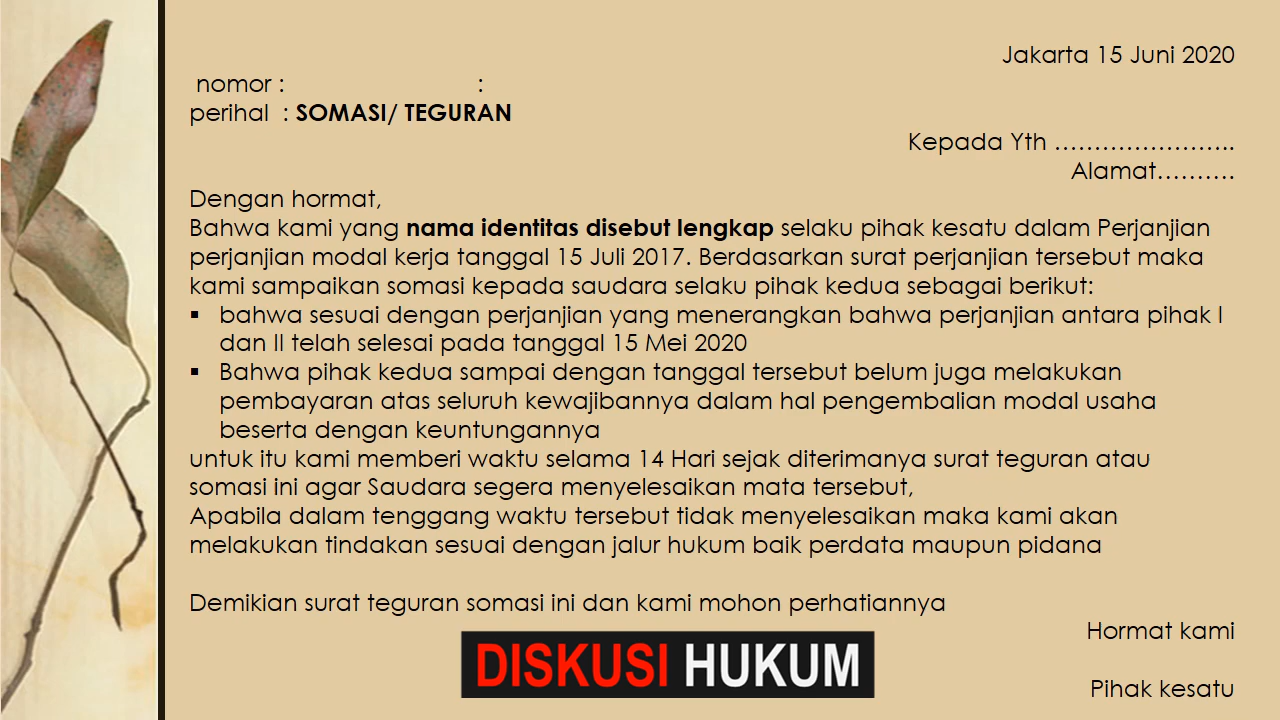 Jakarta 15 Juni 2020
nomor : :
perihal : SOMASI/ TEGURAN
Kepada Yth …………………..
Alamat……….
Dengan hormat,
Bahwa kami yang nama identitas disebut lengkap selaku pihak kesatu dalam Perjanjian
perjanjian modal kerja tanggal 15 Juli 2017. Berdasarkan surat perjanjian tersebut maka
kami sampaikan somasi kepada saudara selaku pihak kedua sebagai berikut:
▪ bahwa sesuai dengan perjanjian yang menerangkan bahwa perjanjian antara pihak I
dan II telah selesai pada tanggal 15 Mei 2020
▪ Bahwa pihak kedua sampai dengan tanggal tersebut belum juga melakukan
pembayaran atas seluruh kewajibannya dalam hal pengembalian modal usaha
beserta dengan keuntungannya
untuk itu kami memberi waktu selama 14 Hari sejak diterimanya surat teguran atau
somasi ini agar Saudara segera menyelesaikan mata tersebut,
Apabila dalam tenggang waktu tersebut tidak menyelesaikan maka kami akan
melakukan tindakan sesuai dengan jalur hukum baik perdata maupun pidana
Demikian surat teguran somasi ini dan kami mohon perhatiannya
Hormat kami
DISKUSI HUKUM
Pihak kesatu